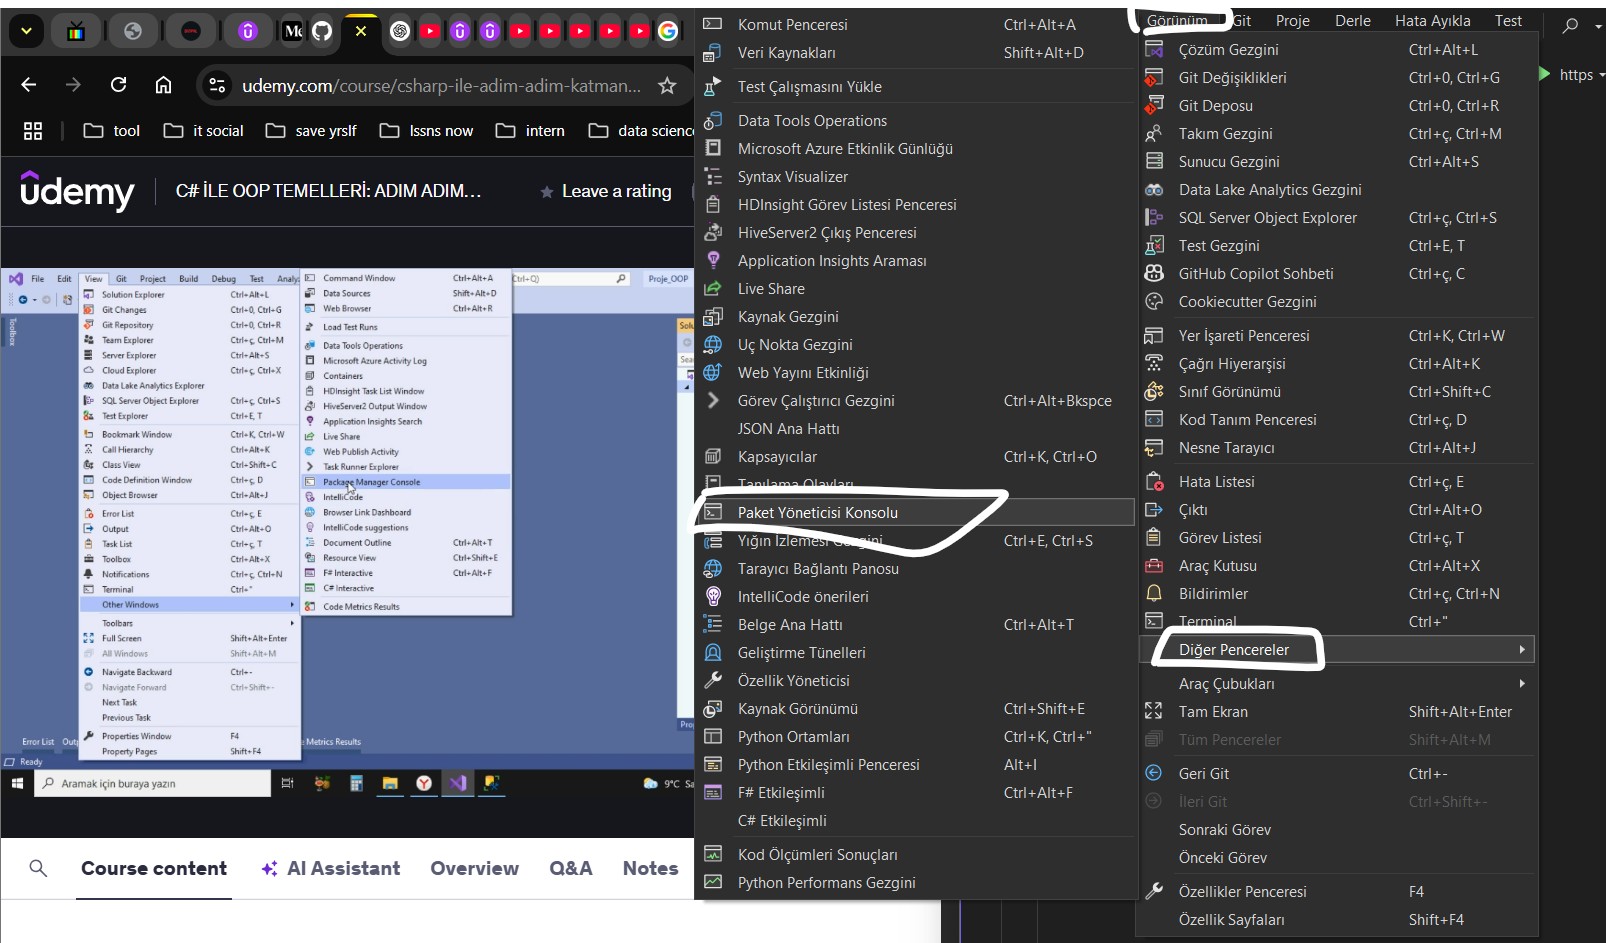 udemy.com/course/csharp-ile-adim-adim-katman...
tool
it social
save yrslf
lssns now
intern
data scienc
ûdemy
C# İLE OOP TEMELLERİ: ADIM ADIM...
Leave a rating
File Edit View Git Project Build Debug Test Analy
Ctrl+Q)
Proje_OOP
Toolbox
Solution Explorer Ctrl+Alt+L
Git Changes Ctrl+0, Ctrl+G
Git Repository Ctrl+0, Ctrl+R
Team Explorer Ctrl+ç, Ctrl+M
Server Explorer Ctrl+Alt+S
Cloud Explorer Ctrl+ç, Ctrl+X
Data Lake Analytics Explorer
SQL Server Object Explorer Ctrl+ç, Ctrl+S
Test Explorer Ctrl+E, T
Bookmark Window Ctrl+K, Ctrl+W
Call Hierarchy Ctrl+Alt+K
Class View Ctrl+Shift+C
Code Definition Window Ctrl+ç, D
Object Browser Ctrl+Alt+J
Error List Ctrl+ç, E
Output Ctrl+Alt+O
Task List Ctrl+ç, T
Toolbox Ctrl+Alt+X
Notifications Ctrl+ç, Ctrl+N
Terminal Ctrl+"
Other Windows
Toolbars
Full Screen Shift+Alt+Enter
All Windows Shift+Alt+M
Navigate Backward Ctrl+-
Navigate Forward Ctrl+Shift+-
Next Task
Previous Task
Properties Window F4
Property Pages Shift+F4
Command Window Ctrl+Alt+A
Data Sources Shift+Alt+D
Web Browser Ctrl+Alt+R
Load Test Runs
Data Tools Operations
Microsoft Azure Activity Log
Containers
HDInsight Task List Window
HiveServer2 Output Window
Application Insights Search
Live Share
Web Publish Activity
Task Runner Explorer
Package Manager Console
IntelliCode
Browser Link Dashboard
IntelliCode suggestions
Document Outline Ctrl+Alt+T
Resource View Ctrl+Shift+E
F# Interactive Ctrl+Alt+F
C# Interactive
Code Metrics Results
Error List Outp
e Metrics Results
Ready
Aramak için buraya yazın
9°C
Course content
AI Assistant
Overview
Q&A
Notes
Komut Penceresi Ctrl+Alt+A
Veri Kaynakları Shift+Alt+D
Test Çalışmasını Yükle
Data Tools Operations
Microsoft Azure Etkinlik Günlüğü
Syntax Visualizer
HDInsight Görev Listesi Penceresi
HiveServer2 Çıkış Penceresi
Application Insights Araması
Live Share
Kaynak Gezgini
Uç Nokta Gezgini
Web Yayını Etkinliği
Görev Çalıştırıcı Gezgini Ctrl+Alt+Bkspce
JSON Ana Hattı
Kapsayıcılar Ctrl+K, Ctrl+O
Tanılama Olayları
Paket Yöneticisi Konsolu
Yığın İzlemesi Gezgini Ctrl+E, Ctrl+S
Tarayıcı Bağlantı Panosu
IntelliCode önerileri
Belge Ana Hattı Ctrl+Alt+T
Geliştirme Tünelleri
Özellik Yöneticisi
Kaynak Görünümü Ctrl+Shift+E
Python Ortamları Ctrl+K, Ctrl+"
Python Etkileşimli Penceresi Alt+I
F# Etkileşimli Ctrl+Alt+F
C# Etkileşimli
Kod Ölçümleri Sonuçları
Python Performans Gezgini
Görünüm Git Proje Derle Hata Ayıkla Test
https
Çözüm Gezgini Ctrl+Alt+L
Git Değişiklikleri Ctrl+0, Ctrl+G
Git Deposu Ctrl+0, Ctrl+R
Takım Gezgini Ctrl+ç, Ctrl+M
Sunucu Gezgini Ctrl+Alt+S
Data Lake Analytics Gezgini
SQL Server Object Explorer Ctrl+ç, Ctrl+S
Test Gezgini Ctrl+E, T
GitHub Copilot Sohbeti Ctrl+ç, C
Cookiecutter Gezgini
Yer İşareti Penceresi Ctrl+K, Ctrl+W
Çağrı Hiyerarşisi Ctrl+Alt+K
Sınıf Görünümü Ctrl+Shift+C
Kod Tanım Penceresi Ctrl+ç, D
Nesne Tarayıcı Ctrl+Alt+J
Hata Listesi Ctrl+ç, E
Çıktı Ctrl+Alt+O
Görev Listesi Ctrl+ç, T
Araç Kutusu Ctrl+Alt+X
Bildirimler Ctrl+ç, Ctrl+N
Terminal Ctrl+"
Diğer Pencereler
Araç Çubukları
Tam Ekran Shift+Alt+Enter
Tüm Pencereler Shift+Alt+M
Geri Git Ctrl+-
İleri Git Ctrl+Shift+-
Sonraki Görev
Önceki Görev
Özellikler Penceresi F4
Özellik Sayfaları Shift+F4